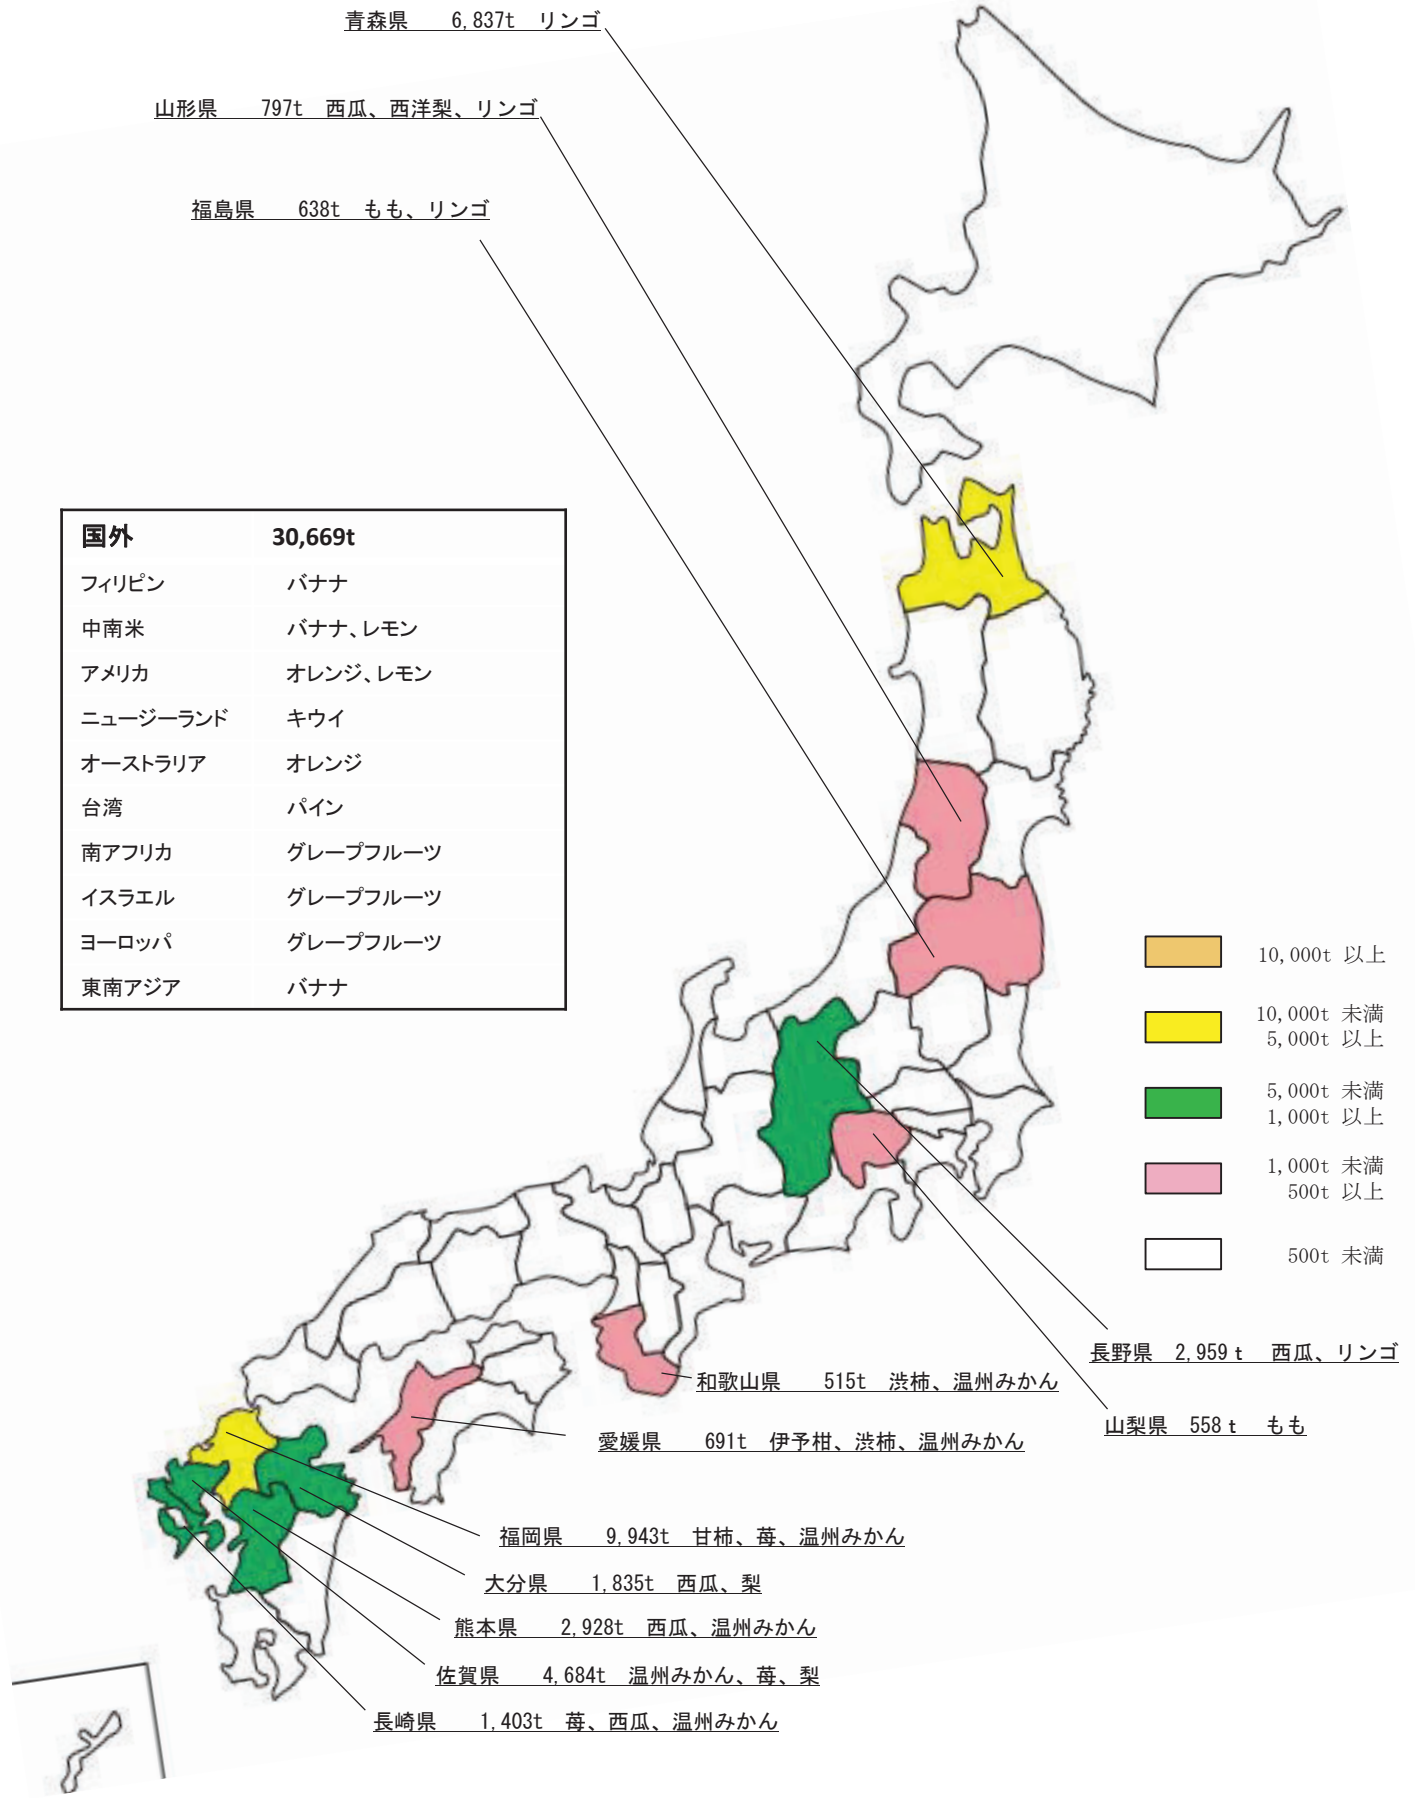 青森県 6,837t リンゴ
山形県 797t 西瓜、西洋梨、リンゴ
福島県 638t もも、リンゴ
国外 30,669t
フィリピン バナナ
中南米 バナナ、レモン
アメリカ オレンジ、レモン
ニュージーランド キウイ
オーストラリア オレンジ
台湾 パイン
南アフリカ グレープフルーツ
イスラエル グレープフルーツ
ヨーロッパ グレープフルーツ
東南アジア バナナ
10,000t 以上
10,000t 未満
5,000t 以上
5,000t 未満
1,000t 以上
1,000t 未満
500t 以上
500t 未満
長野県 2,959t 西瓜、リンゴ
和歌山県 515t 渋柿、温州みかん
山梨県 558t もも
愛媛県 691t 伊予柑、渋柿、温州みかん
福岡県 9,943t 甘柿、苺、温州みかん
大分県 1,835t 西瓜、梨
熊本県 2,928t 西瓜、温州みかん
佐賀県 4,684t 温州みかん、苺、梨
長崎県 1,403t 苺、西瓜、温州みかん